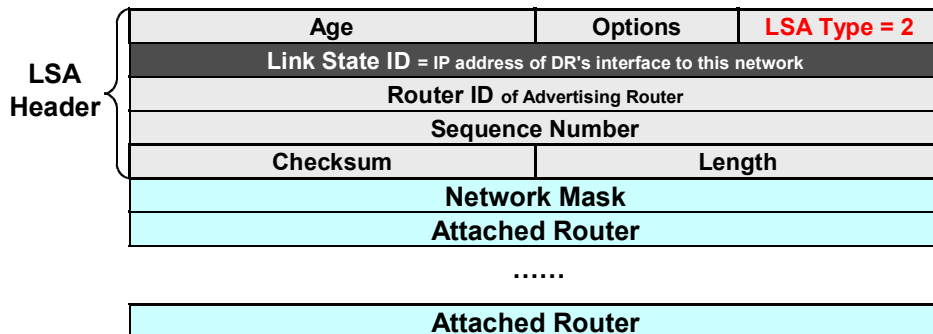 Age Options LSA Type = 2
Link State ID = IP address of DR's interface to this network
LSA
Header
Router ID of Advertising Router
Sequence Number
Checksum Length
Network Mask
Attached Router
......
Attached Router